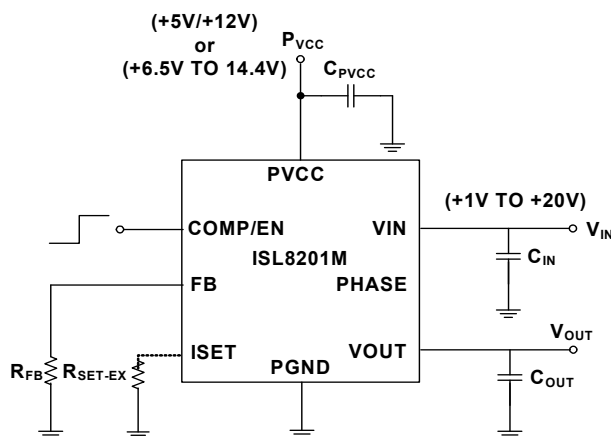 (+5V/+12V)
or
(+6.5V TO 14.4V)
PVCC
CPVCC
PVCC
(+1V TO +20V)
COMP/EN
VIN
VIN
ISL8201M
CIN
FB
PHASE
VOUT
ISET
VOUT
RFB
RSET-EX
PGND
COUT